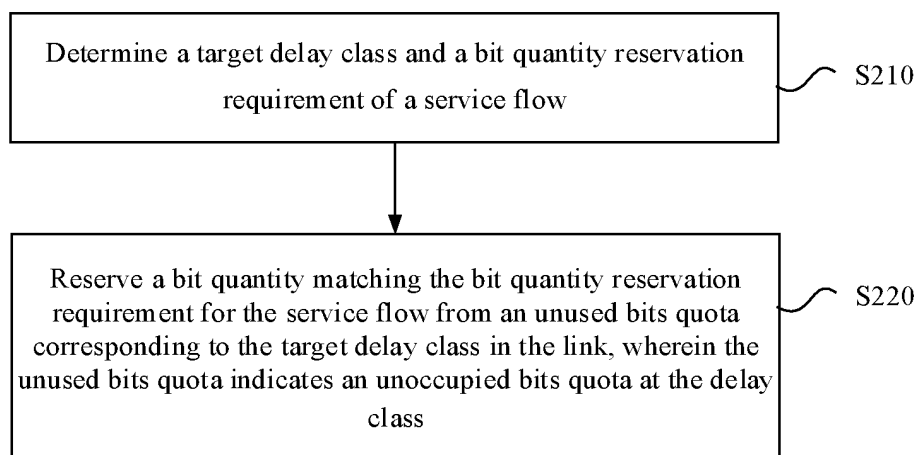 Determine a target delay class and a bit quantity reservation
requirement of a service flow
S210
Reserve a bit quantity matching the bit quantity reservation
requirement for the service flow from an unused bits quota
corresponding to the target delay class in the link, wherein the
unused bits quota indicates an unoccupied bits quota at the delay
class
S220